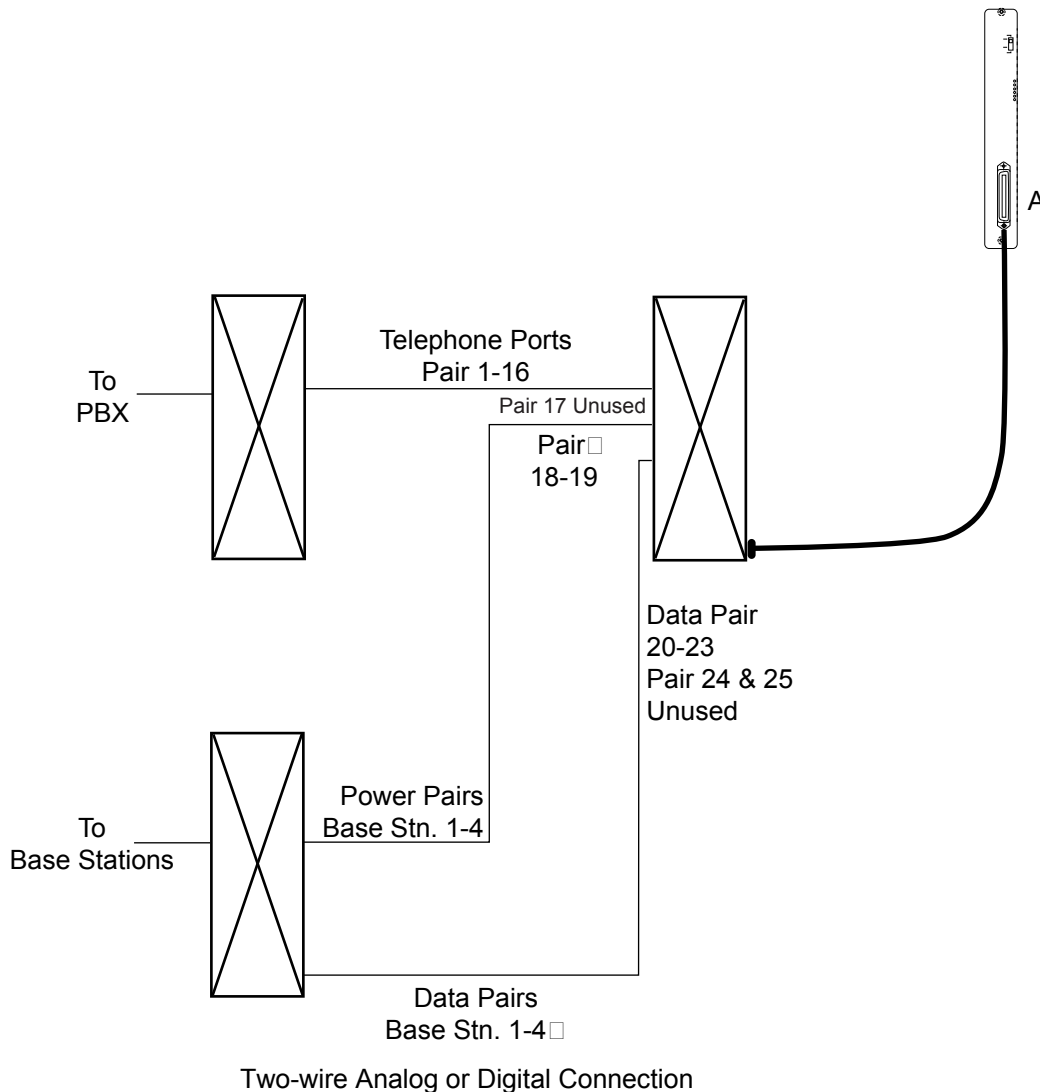 A
Telephone Ports
Pair 1-16
To
PBX
Pair 17 Unused
Pair□
18-19
Data Pair
20-23
Pair 24 & 25
Unused
Power Pairs
Base Stn. 1-4
To
Base Stations
Data Pairs
Base Stn. 1-4□
Two-wire Analog or Digital Connection